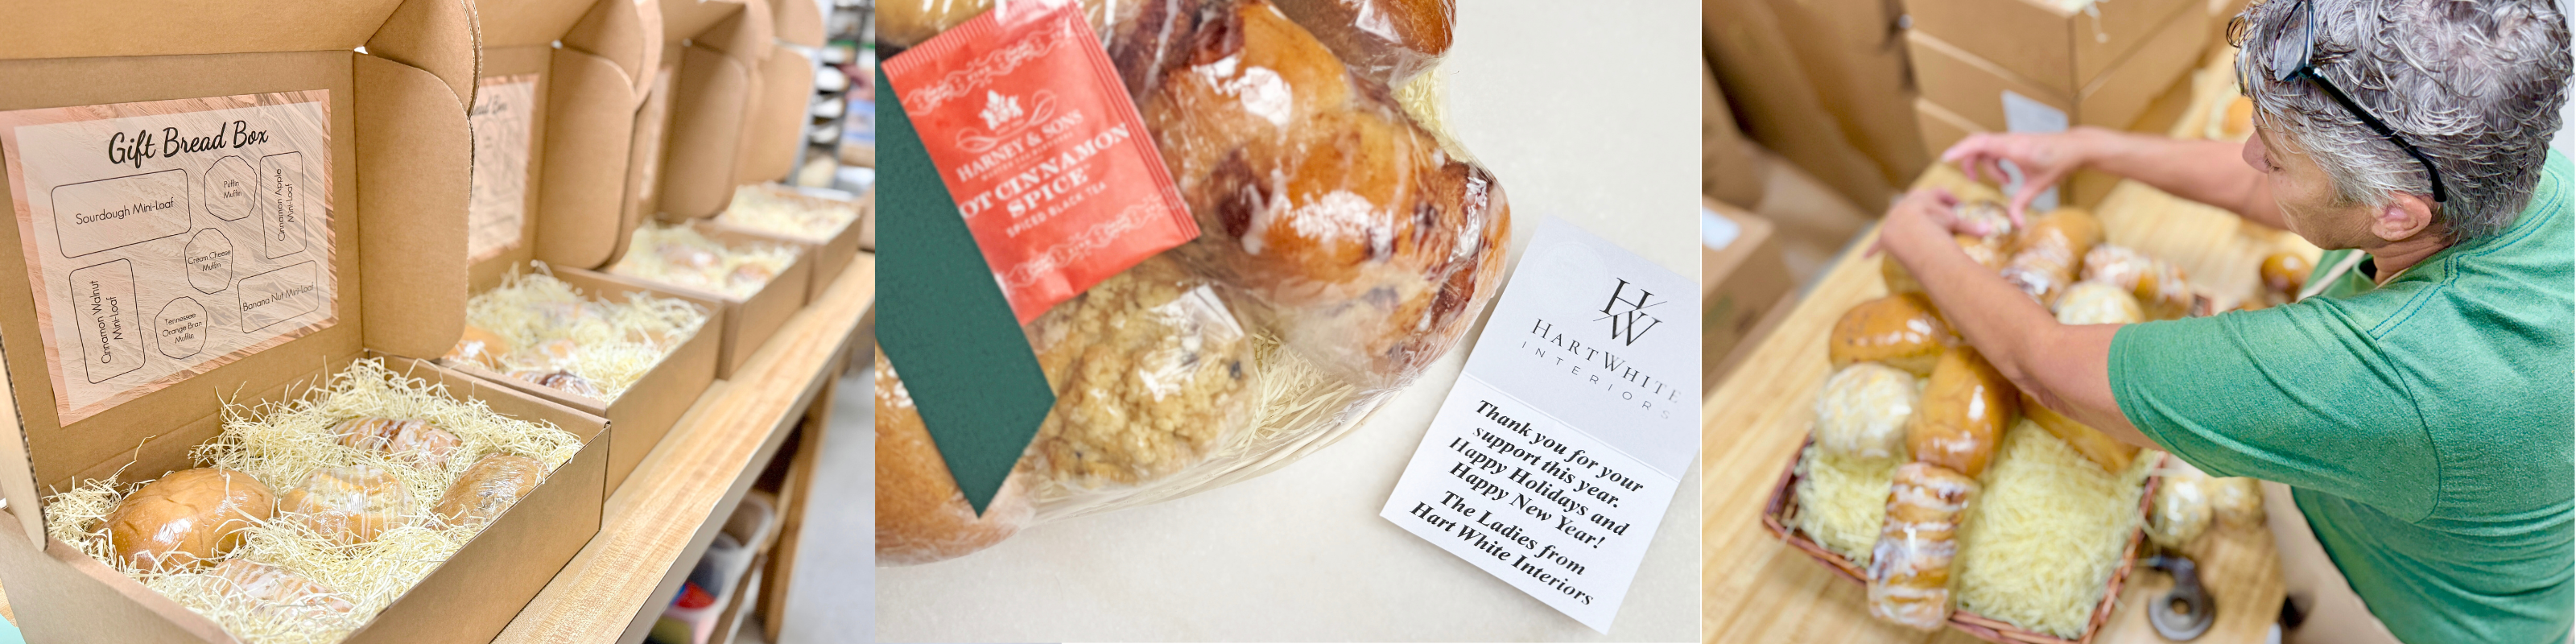 Gift Bread Box
Sourdough Mini-Loaf
Puffin
Muffin
Cinnamon Apple
Mini-Loaf
Cream Cheese
Muffin
Cinnamon Walnut
Mini-Loaf
Tennessee
Orange Bran
Muffin
Banana Nut Mini-Loaf
Box
HARNEY & SONS
OT CINNAMON
SPICE
SPICED BLACK TEA
HW
HARTWHITE
INTERIORS
Thank you for your
support this year.
Happy Holidays and
Happy New Year!
The Ladies from
Hart White Interiors